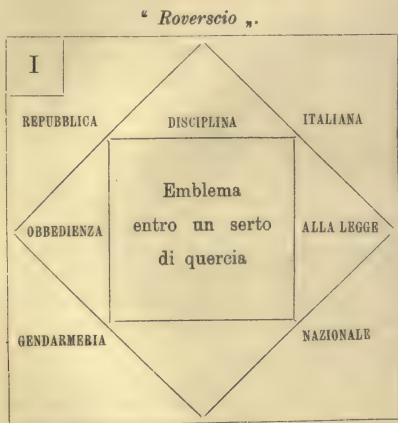 “ Roverscio „.
I
REPUBBLICA DISCIPLINA ITALIANA
Emblema
OBBEDIENZA entro un serto ALLA LEGGE
di quercia
GENDARMERIA NAZIONALE